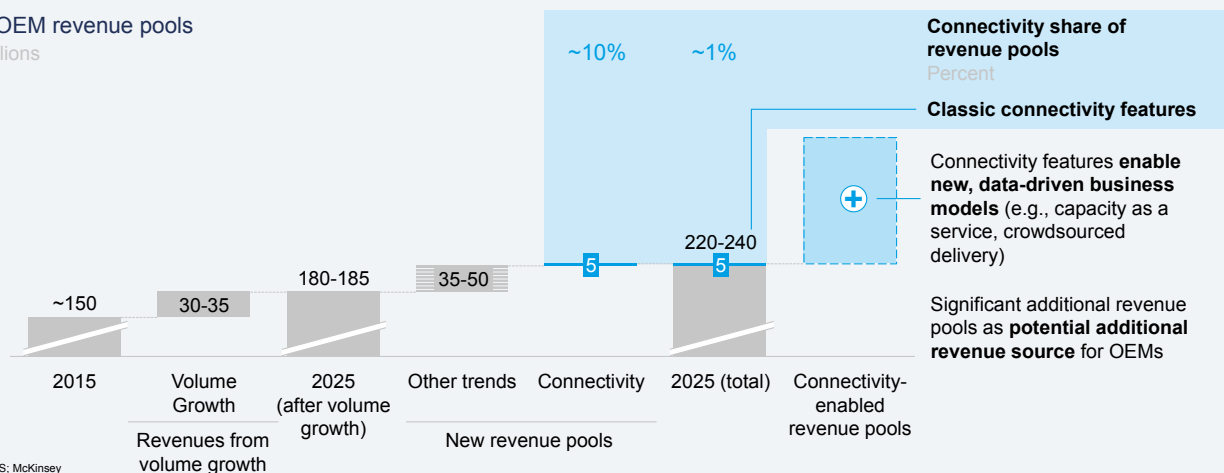 OEM revenue pools
~10%
~1%
Connectivity share of
revenue pools
Percent
Classic connectivity features
Connectivity features enable
new, data-driven business
models (e.g., capacity as a
service, crowdsourced
delivery)
Significant additional revenue
pools as potential additional
revenue source for OEMs
~150
30-35
180-185
35-50
5
220-240
5
2015
Volume
Growth
2025
(after volume
growth)
Other trends
Connectivity
2025 (total)
Connectivity-
enabled
revenue pools
Revenues from
volume growth
New revenue pools
McKinsey